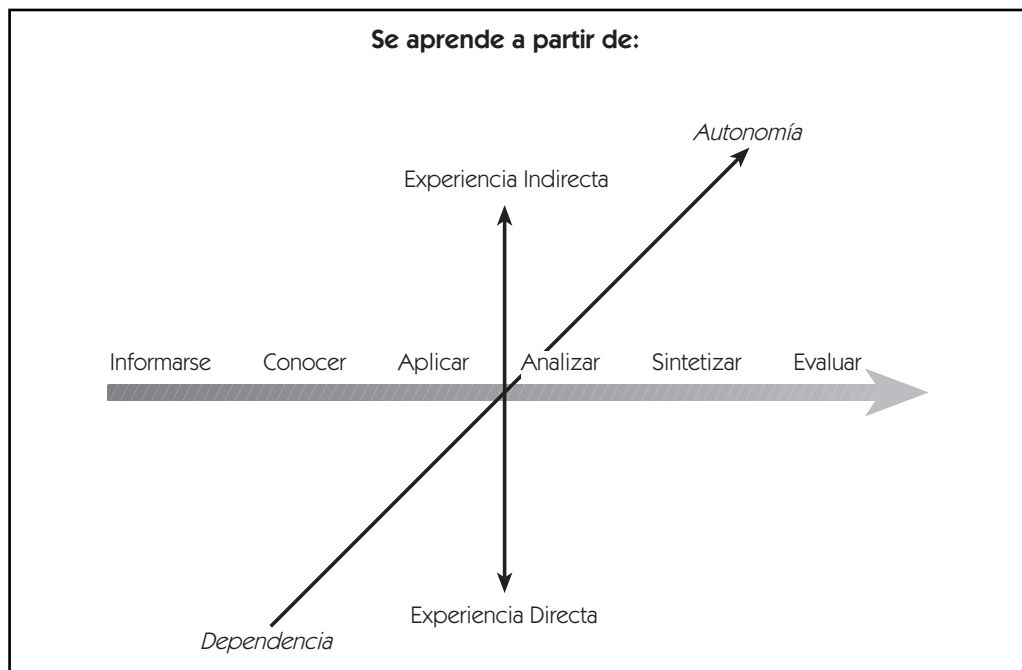 Se aprende a partir de:
Autonomía
Experiencia Indirecta
Informarse Conocer Aplicar Analizar Sintetizar Evaluar
Experiencia Directa
Dependencia